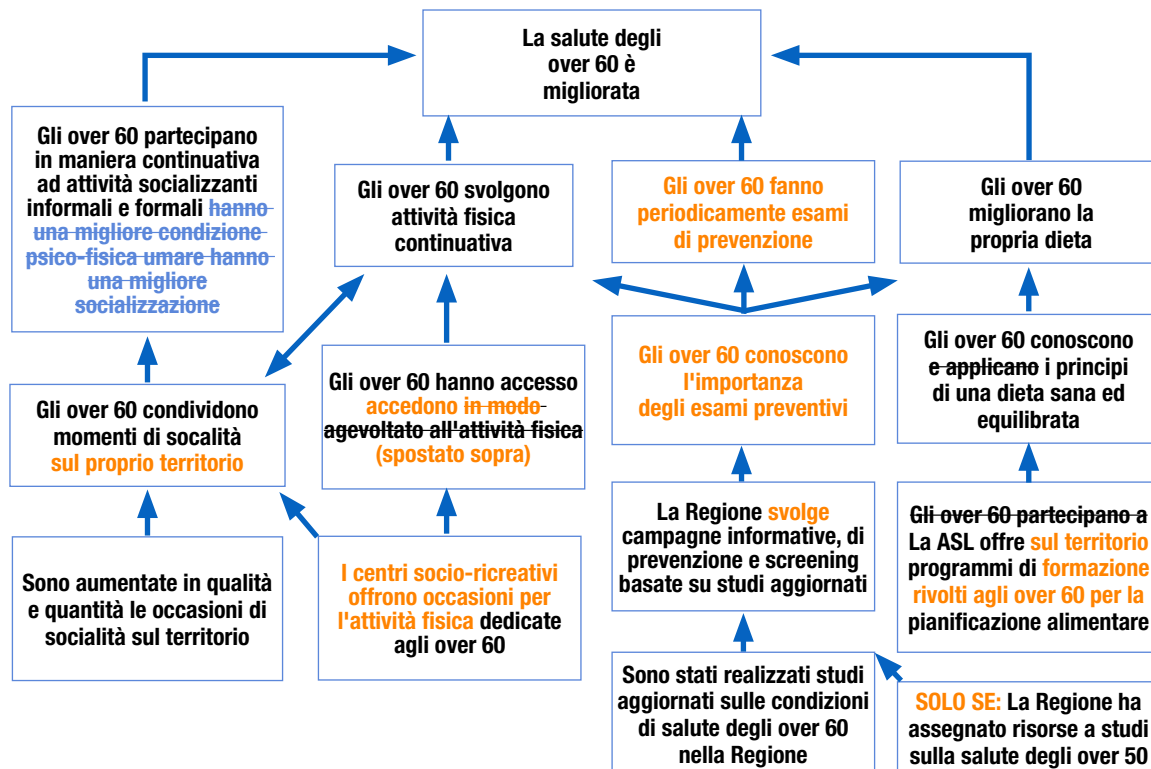 La salute degli
over 60 è
migliorata
Gli over 60 partecipano
in maniera continuativa
ad attività socializzanti
informali e formali hanno
una migliore condizione
psico-fisica umare hanno
una migliore
socializzazione
Gli over 60 svolgono
attività fisica
continuativa
Gli over 60 fanno
periodicamente esami
di prevenzione
Gli over 60
migliorano la
propria dieta
Gli over 60 condividono
momenti di socalità
sul proprio territorio
Gli over 60 hanno accesso
accedono in modo
agevoltato all'attività fisica
(spostato sopra)
Gli over 60 conoscono
l'importanza
degli esami preventivi
Gli over 60 conoscono
e applicano i principi
di una dieta sana ed
equilibrata
Sono aumentate in qualità
e quantità le occasioni di
socialità sul territorio
I centri socio-ricreativi
offrono occasioni per
l'attività fisica dedicate
agli over 60
La Regione svolge
campagne informative, di
prevenzione e screening
basate su studi aggiornati
Gli over 60 partecipano a
La ASL offre sul territorio
programmi di formazione
rivolti agli over 60 per la
pianificazione alimentare
Sono stati realizzati studi
aggiornati sulle condizioni
di salute degli over 60
nella Regione
SOLO SE: La Regione ha
assegnato risorse a studi
sulla salute degli over 50